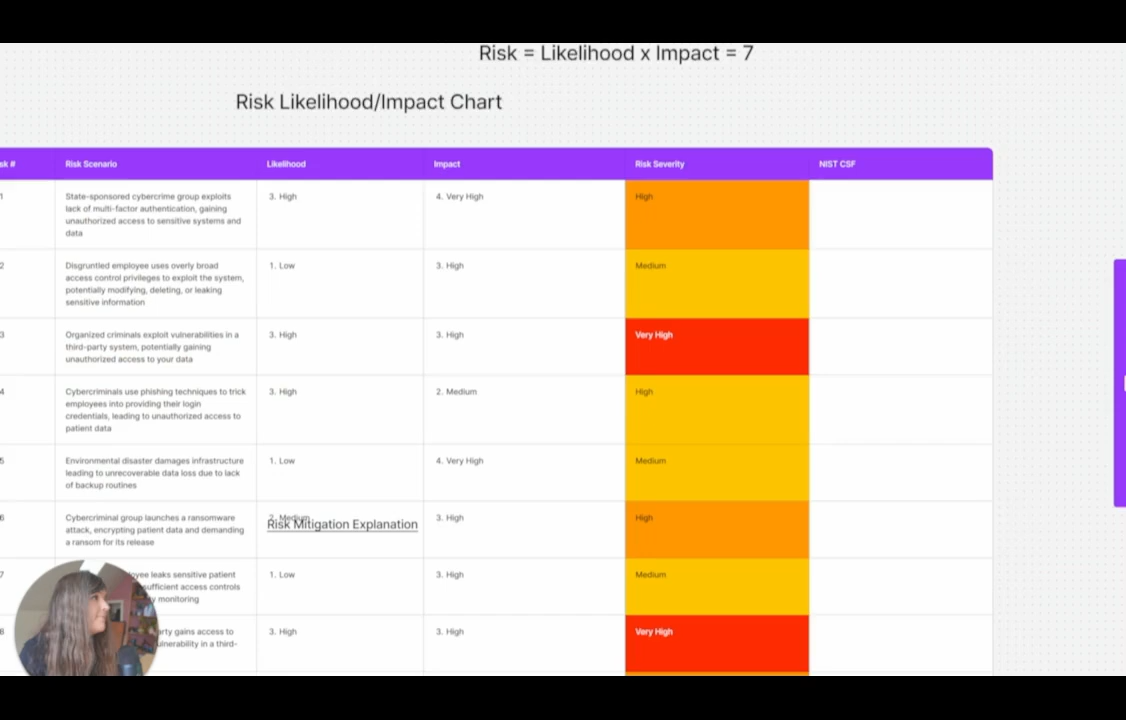 Risk = Likelihood x Impact = 7
Risk Likelihood/Impact Chart
sk #
Risk Scenario
Likelihood
Impact
Risk Severity
NIST CSF
1
State-sponsored cybercrime group exploits
lack of multi-factor authentication, gaining
unauthorized access to sensitive systems and
data
3. High
4. Very High
High
2
Disgruntled employee uses overly broad
access control privileges to exploit the system,
potentially modifying, deleting, or leaking
sensitive information
1. Low
3. High
Medium
3
Organized criminals exploit vulnerabilities in a
third-party system, potentially gaining
unauthorized access to your data
3. High
3. High
Very High
4
Cybercriminals use phishing techniques to trick
employees into providing their login
credentials, leading to unauthorized access to
patient data
3. High
2. Medium
High
5
Environmental disaster damages infrastructure
leading to unrecoverable data loss due to lack
of backup routines
1. Low
4. Very High
Medium
6
Cybercriminal group launches a ransomware
attack, encrypting patient data and demanding
a ransom for its release
2. Medium
Risk Mitigation Explanation
3. High
High
7
leaks sensitive patient
access controls
monitoring
1. Low
3. High
Medium
8
gains access to
in a third-
3. High
3. High
Very High